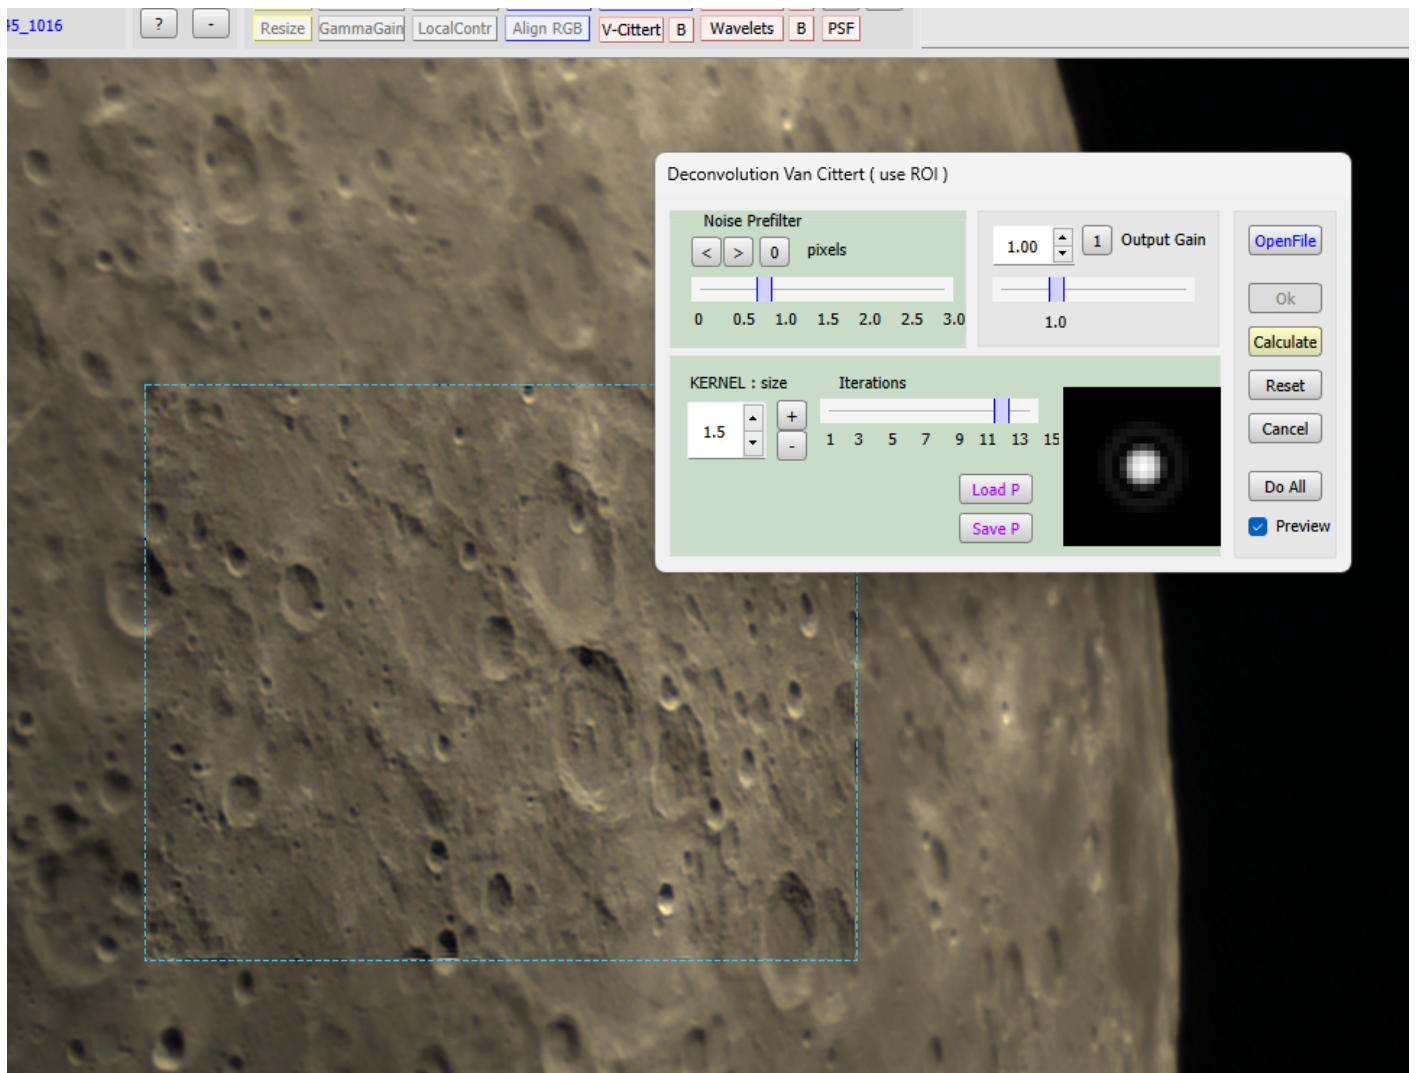 45_1016
? -
Resize GammaGain LocalContr Align RGB V-Cittert B Wavelets B PSF
Deconvolution Van Cittert ( use ROI )
Noise Prefilter
< > 0 pixels
0 0.5 1.0 1.5 2.0 2.5 3.0
1.00 1 Output Gain
1.0
KERNEL : size Iterations
1.5 + -
1 3 5 7 9 11 13 15
Load P
Save P
OpenFile
Ok
Calculate
Reset
Cancel
Do All
Preview